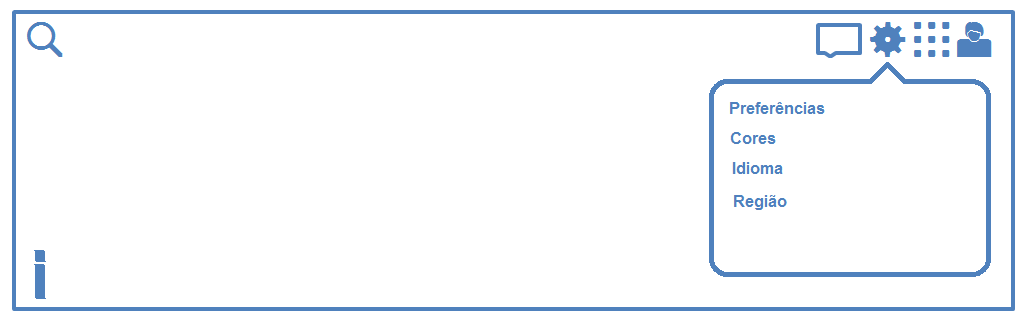 Preferências
Cores
Idioma
Região
i